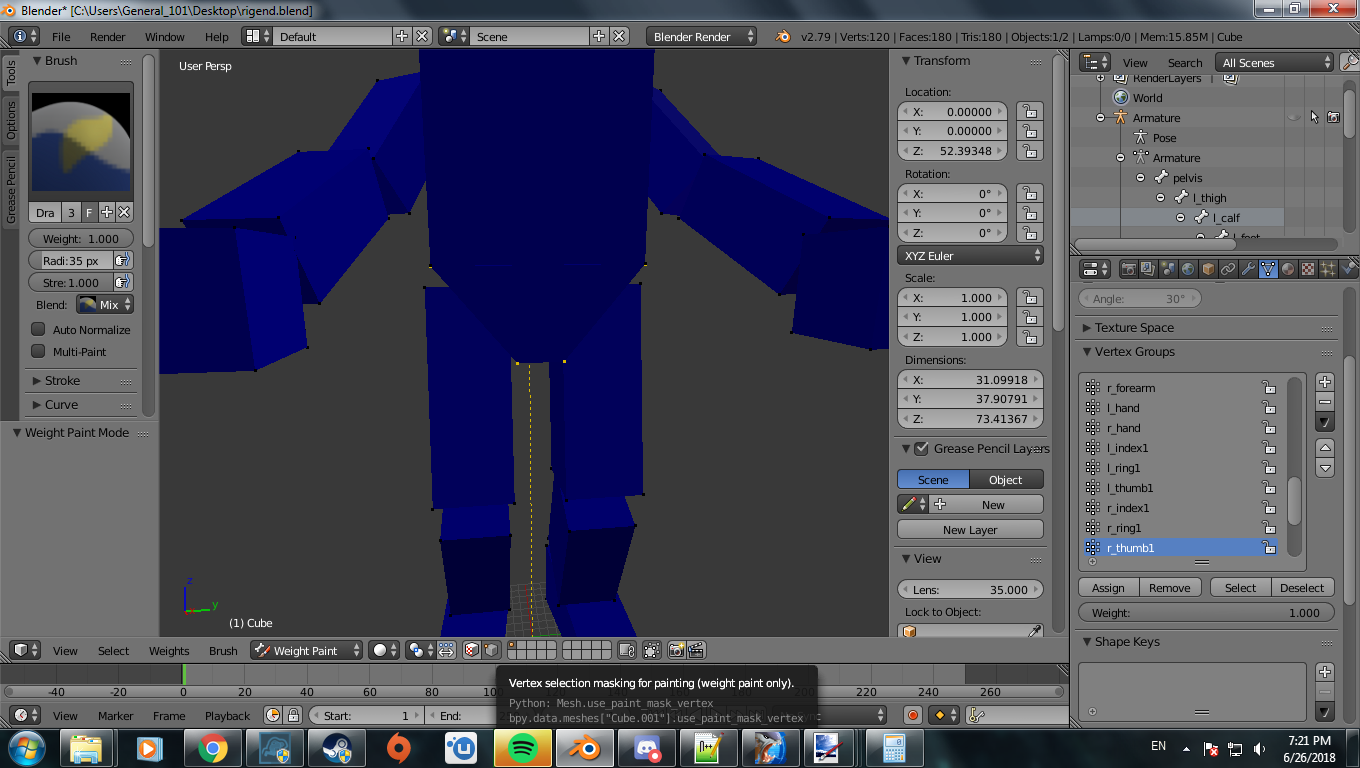 Blender* [C:\Users\General_101\Desktop\rigend.blend]
File Render Window Help Default Scene Blender Render v2.79 | Verts:120 | Faces:180 | Tris:180 | Objects:1/2 | Lamps:0/0 | Mem:15.85M | Cube
Tools
Options
Grease Pencil
Brush
Dra 3 F
Weight: 1.000
Radi: 35 px
Stre: 1.000
Blend: Mix
Auto Normalize
Multi-Paint
Stroke
Curve
Weight Paint Mode
User Persp
z
y
(1) Cube
Transform
Location:
X: 0.00000
Y: 0.00000
Z: 52.39348
Rotation:
X: 0°
Y: 0°
Z: 0°
XYZ Euler
Scale:
X: 1.000
Y: 1.000
Z: 1.000
Dimensions:
X: 31.09918
Y: 37.90791
Z: 73.41367
Grease Pencil Layers
Scene Object
New
New Layer
View
Lens: 35.000
Lock to Object:
View Search All Scenes
RenderLayers
World
Armature
Pose
Armature
pelvis
l_thigh
l_calf
l_foot
Angle: 30°
Texture Space
Vertex Groups
r_forearm
l_hand
r_hand
l_index1
l_ring1
l_thumb1
r_index1
r_ring1
r_thumb1
Assign Remove Select Deselect
Weight: 1.000
Shape Keys
View Select Weights Brush Weight Paint
Vertex selection masking for painting (weight paint only).
Python: Mesh.use_paint_mask_vertex
bpy.data.meshes["Cube.001"].use_paint_mask_vertex
-40 -20 0 20 40 60 80 100 120 140 160 180 200 220 240 260
View Marker Frame Playback Start: 1 End:
EN 7:21 PM
6/26/2018